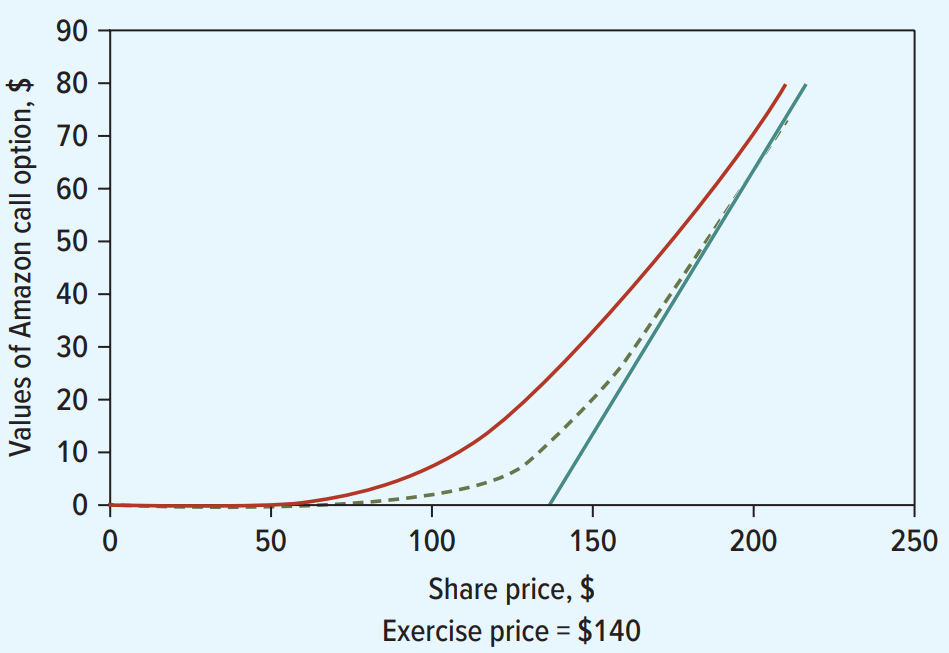 Values of Amazon call option, $
90
80
70
60
50
40
30
20
10
0
0 50 100 150 200 250
Share price, $
Exercise price = $140